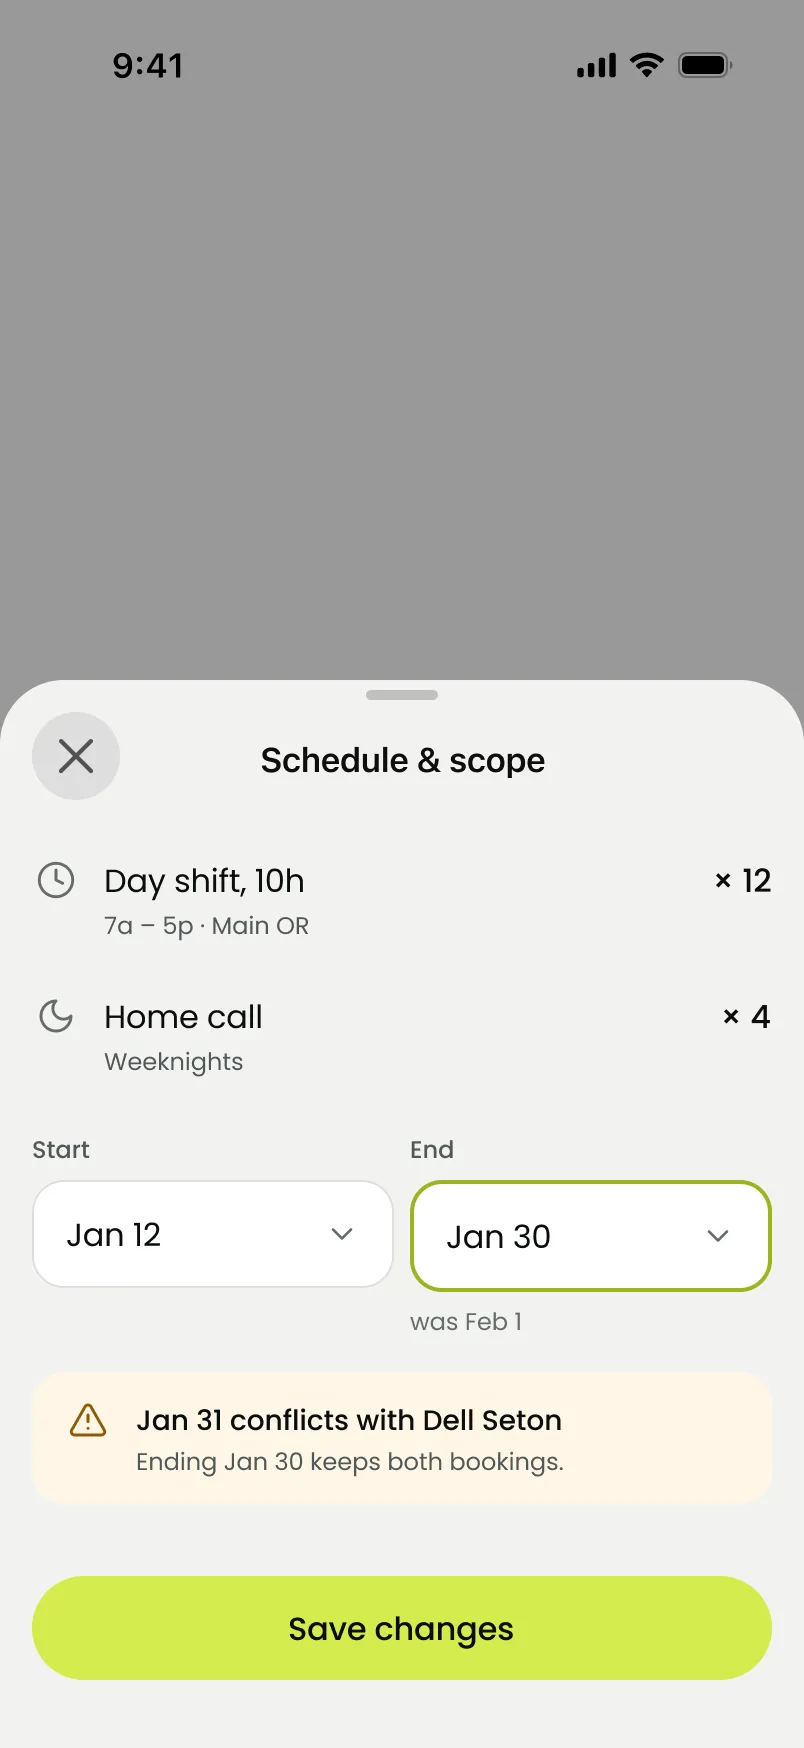 9:41
Schedule & scope
Day shift, 10h
× 12
7a – 5p · Main OR
Home call
× 4
Weeknights
Start
End
Jan 12
Jan 30
was Feb 1
Jan 31 conflicts with Dell Seton
Ending Jan 30 keeps both bookings.
Save changes